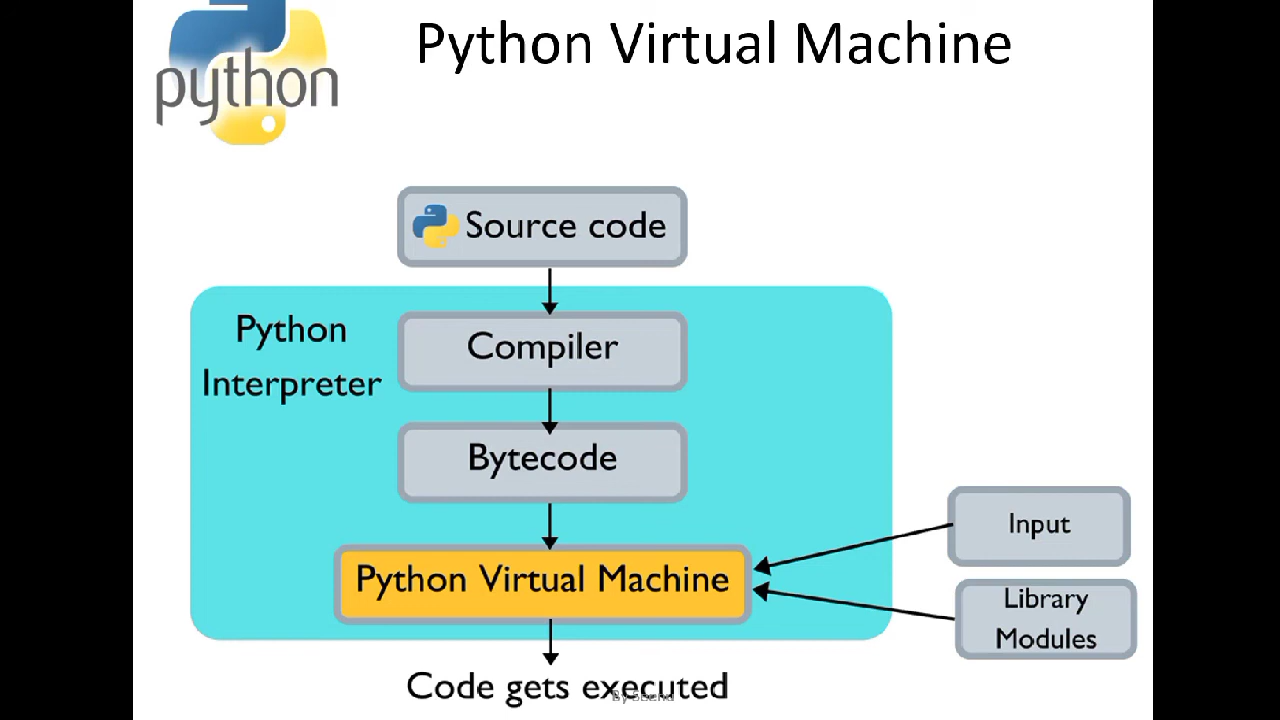 python
Python Virtual Machine
Source code
Python
Interpreter
Compiler
Bytecode
Python Virtual Machine
Input
Library
Modules
Code gets executed
By